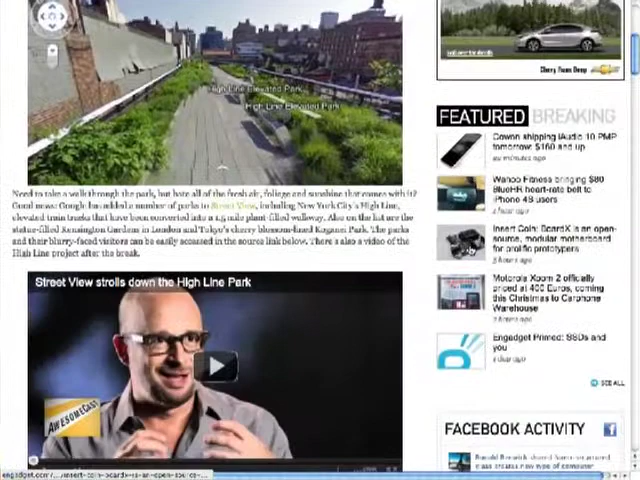 High Line Elevated Park
High Line Elevated Park
Chevy Runs Deep
FEATURED BREAKING
Cowon shipping iAudio 10 PMP
tomorrow: $160 and up
Wahoo Fitness bringing $80
BlueHR heart-rate belt to
iPhone 4S users
1 hour ago
Insert Coin: BoardX is an open-
source, modular motherboard
for prolific prototypers
Motorola Xoom 2 officially
priced at 400 Euros, coming
this Christmas to Carphone
Warehouse
Engadget Primed: SSDs and
you
1 day ago
SEE ALL
Need to take a walk through the park, but hate all of the fresh air, foliage and sunshine that comes with it?
Good news: Google has added a number of parks to Street View, including New York City's High Line,
elevated train tracks that have been converted into a 1.5 mile plant-filled walkway. Also on the list are the
statue-filled Kensington Gardens in London and Tokyo's cherry blossom-fused Koganei Park. The parks
and their blurry-faced visitors can be easily accessed in the source link below. There's also a video of the
High Line project after the break.
Street View strolls down the High Line Park
AWESOMECAST
FACEBOOK ACTIVITY
f